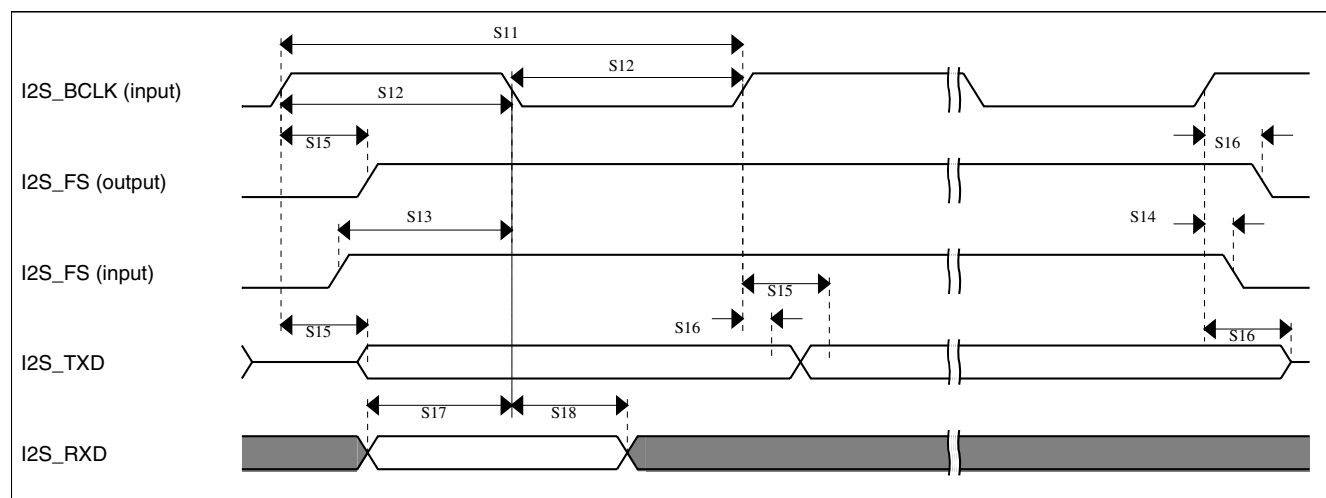 S11
I2S_BCLK (input)
S12
S12
S15
S16
I2S_FS (output)
S13
S14
I2S_FS (input)
S15
S15
S16
S16
I2S_TXD
S17
S18
I2S_RXD